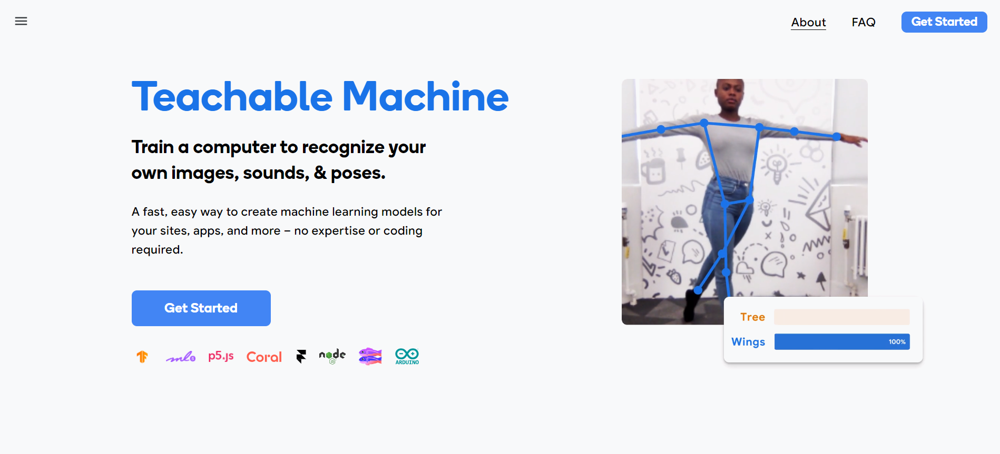 About FAQ Get Started
Teachable Machine
Train a computer to recognize your
own images, sounds, & poses.
A fast, easy way to create machine learning models for
your sites, apps, and more – no expertise or coding
required.
Get Started
ml5 p5.js Coral node JS ARDUINO
Tree
Wings 100%